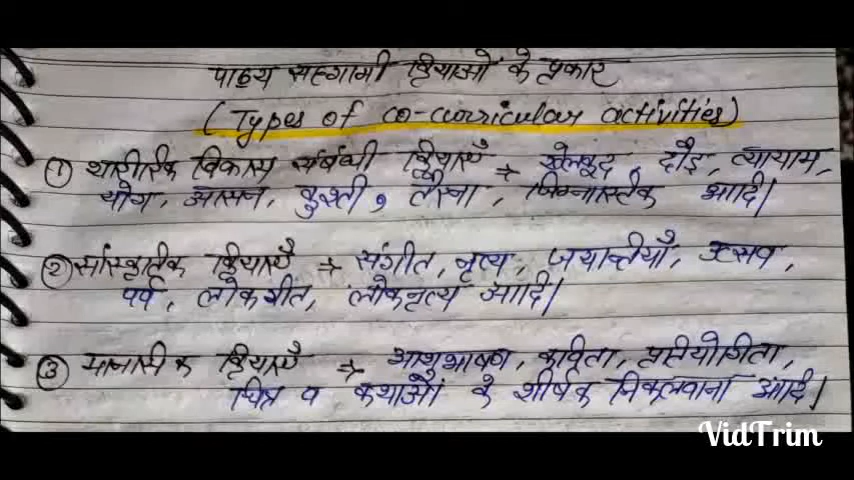 पाठ्य सहगामी क्रियाओं के प्रकार
(Types of co-curricular activities)
① शारीरिक विकास संबंधी क्रियाएँ → खेलकूद, दौड़, व्यायाम,
योग, आसन, कुश्ती, तैरना, जिम्नास्टिक आदि।
② सांस्कृतिक क्रियाएँ → संगीत, नृत्य, जयन्तियाँ, उत्सव,
पर्व, लोकगीत, लोकनृत्य आदि।
③ मानसिक क्रियाएँ → आशुभाषण, कविता, प्रतियोगिता,
चित्र व कथाओं के शीर्षक निकलवाना आदि।
VidTrim